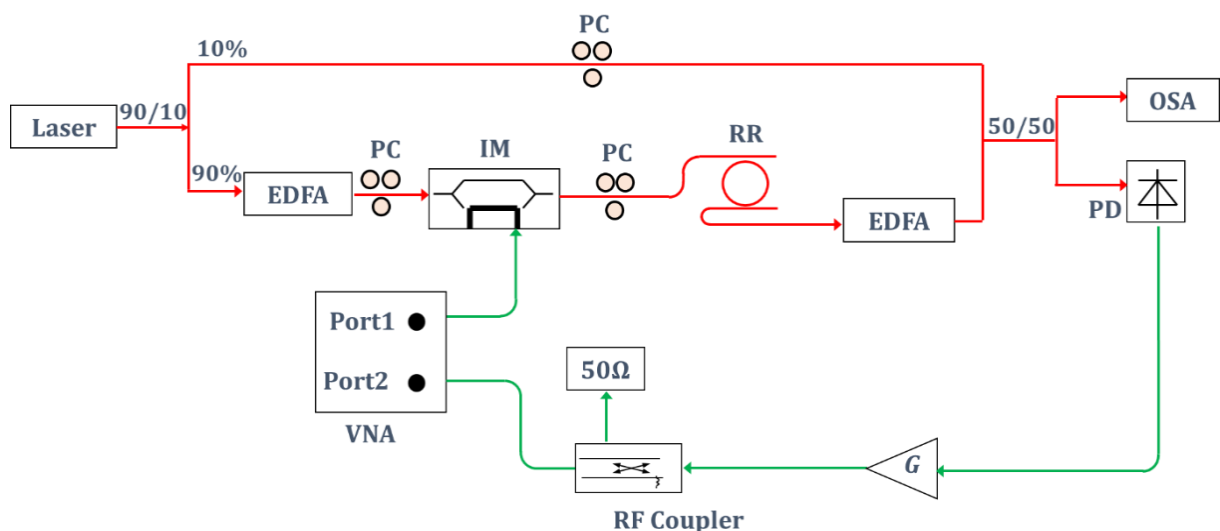 PC
10%
Laser
90/10
50/50
OSA
90%
PC
IM
PC
RR
EDFA
EDFA
PD
Port1
Port2
VNA
50Ω
G
RF Coupler